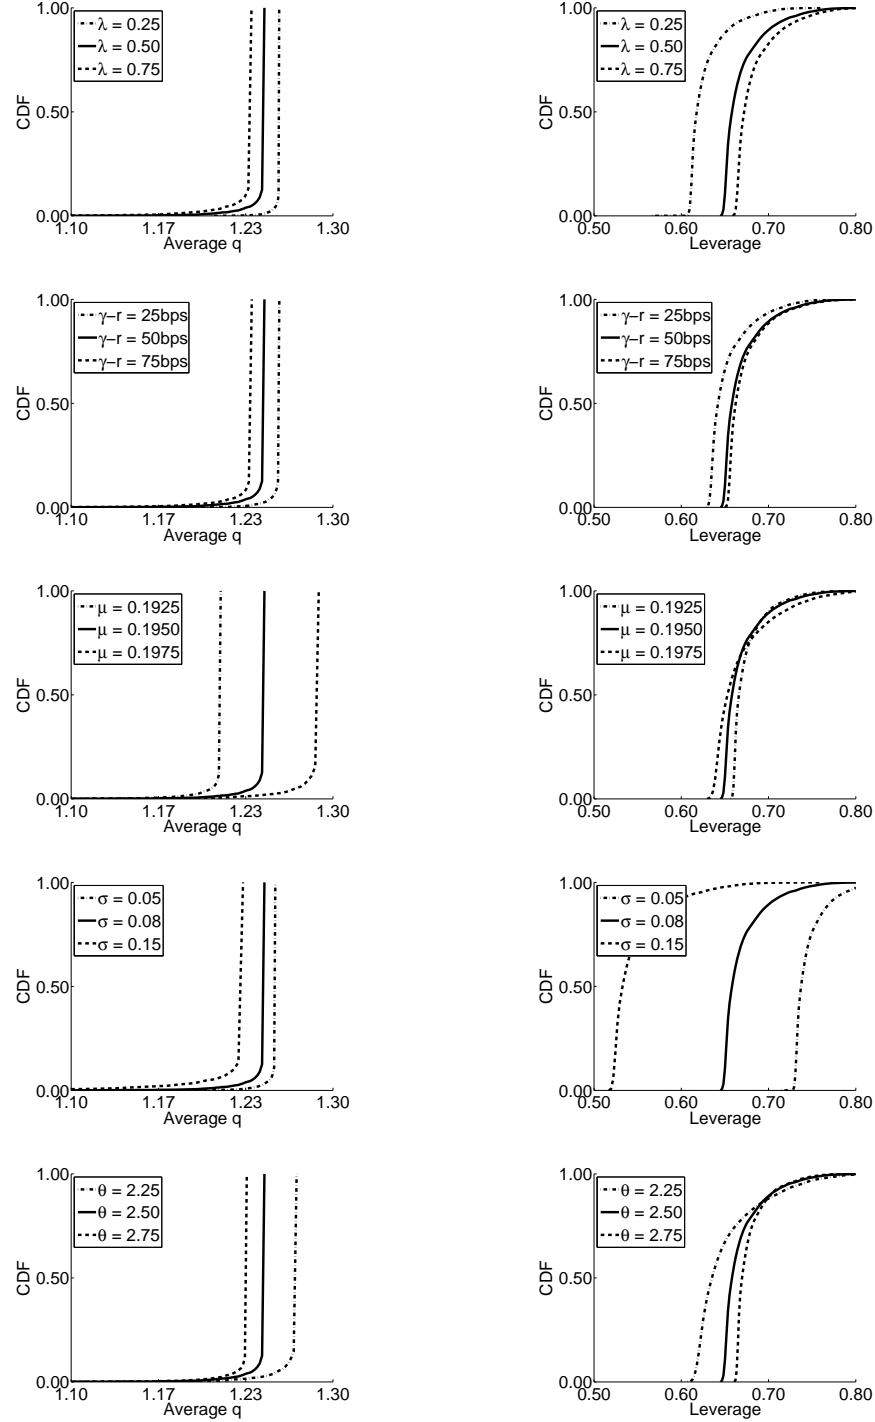 1.00
λ = 0.25
λ = 0.50
λ = 0.75
CDF
0.50
0.00
1.10 1.17 1.23 1.30
Average q
1.00
λ = 0.25
λ = 0.50
λ = 0.75
CDF
0.50
0.00
0.50 0.60 0.70 0.80
Leverage
1.00
γ−r = 25bps
γ−r = 50bps
γ−r = 75bps
CDF
0.50
0.00
1.10 1.17 1.23 1.30
Average q
1.00
γ−r = 25bps
γ−r = 50bps
γ−r = 75bps
CDF
0.50
0.00
0.50 0.60 0.70 0.80
Leverage
1.00
μ = 0.1925
μ = 0.1950
μ = 0.1975
CDF
0.50
0.00
1.10 1.17 1.23 1.30
Average q
1.00
μ = 0.1925
μ = 0.1950
μ = 0.1975
CDF
0.50
0.00
0.50 0.60 0.70 0.80
Leverage
1.00
σ = 0.05
σ = 0.08
σ = 0.15
CDF
0.50
0.00
1.10 1.17 1.23 1.30
Average q
1.00
σ = 0.05
σ = 0.08
σ = 0.15
CDF
0.50
0.00
0.50 0.60 0.70 0.80
Leverage
1.00
θ = 2.25
θ = 2.50
θ = 2.75
CDF
0.50
0.00
1.10 1.17 1.23 1.30
Average q
1.00
θ = 2.25
θ = 2.50
θ = 2.75
CDF
0.50
0.00
0.50 0.60 0.70 0.80
Leverage